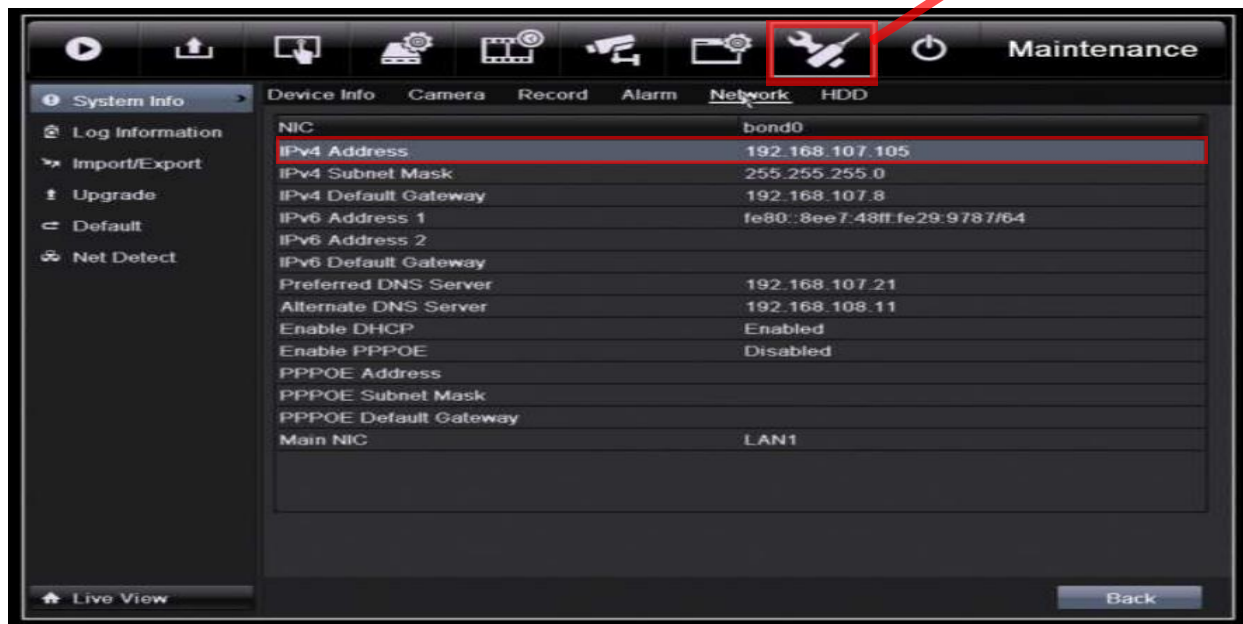 Maintenance
System Info
Log Information
Import/Export
Upgrade
Default
Net Detect
Live View
Device Info Camera Record Alarm Network HDD
NIC bond0
IPv4 Address 192.168.107.105
IPv4 Subnet Mask 255.255.255.0
IPv4 Default Gateway 192.168.107.8
IPv6 Address 1 fe80::8ee7:48ff:fe29:9787/64
IPv6 Address 2
IPv6 Default Gateway
Preferred DNS Server 192.168.107.21
Alternate DNS Server 192.168.108.11
Enable DHCP Enabled
Enable PPPOE Disabled
PPPOE Address
PPPOE Subnet Mask
PPPOE Default Gateway
Main NIC LAN1
Back